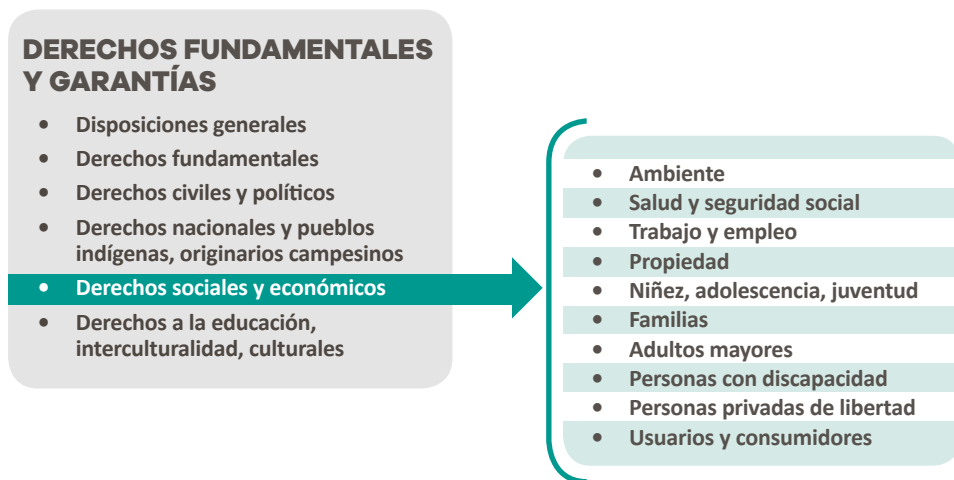 DERECHOS FUNDAMENTALES
Y GARANTÍAS
• Disposiciones generales
• Derechos fundamentales
• Derechos civiles y políticos
• Derechos nacionales y pueblos
indígenas, originarios campesinos
• Derechos sociales y económicos
• Derechos a la educación,
interculturalidad, culturales
• Ambiente
• Salud y seguridad social
• Trabajo y empleo
• Propiedad
• Niñez, adolescencia, juventud
• Familias
• Adultos mayores
• Personas con discapacidad
• Personas privadas de libertad
• Usuarios y consumidores